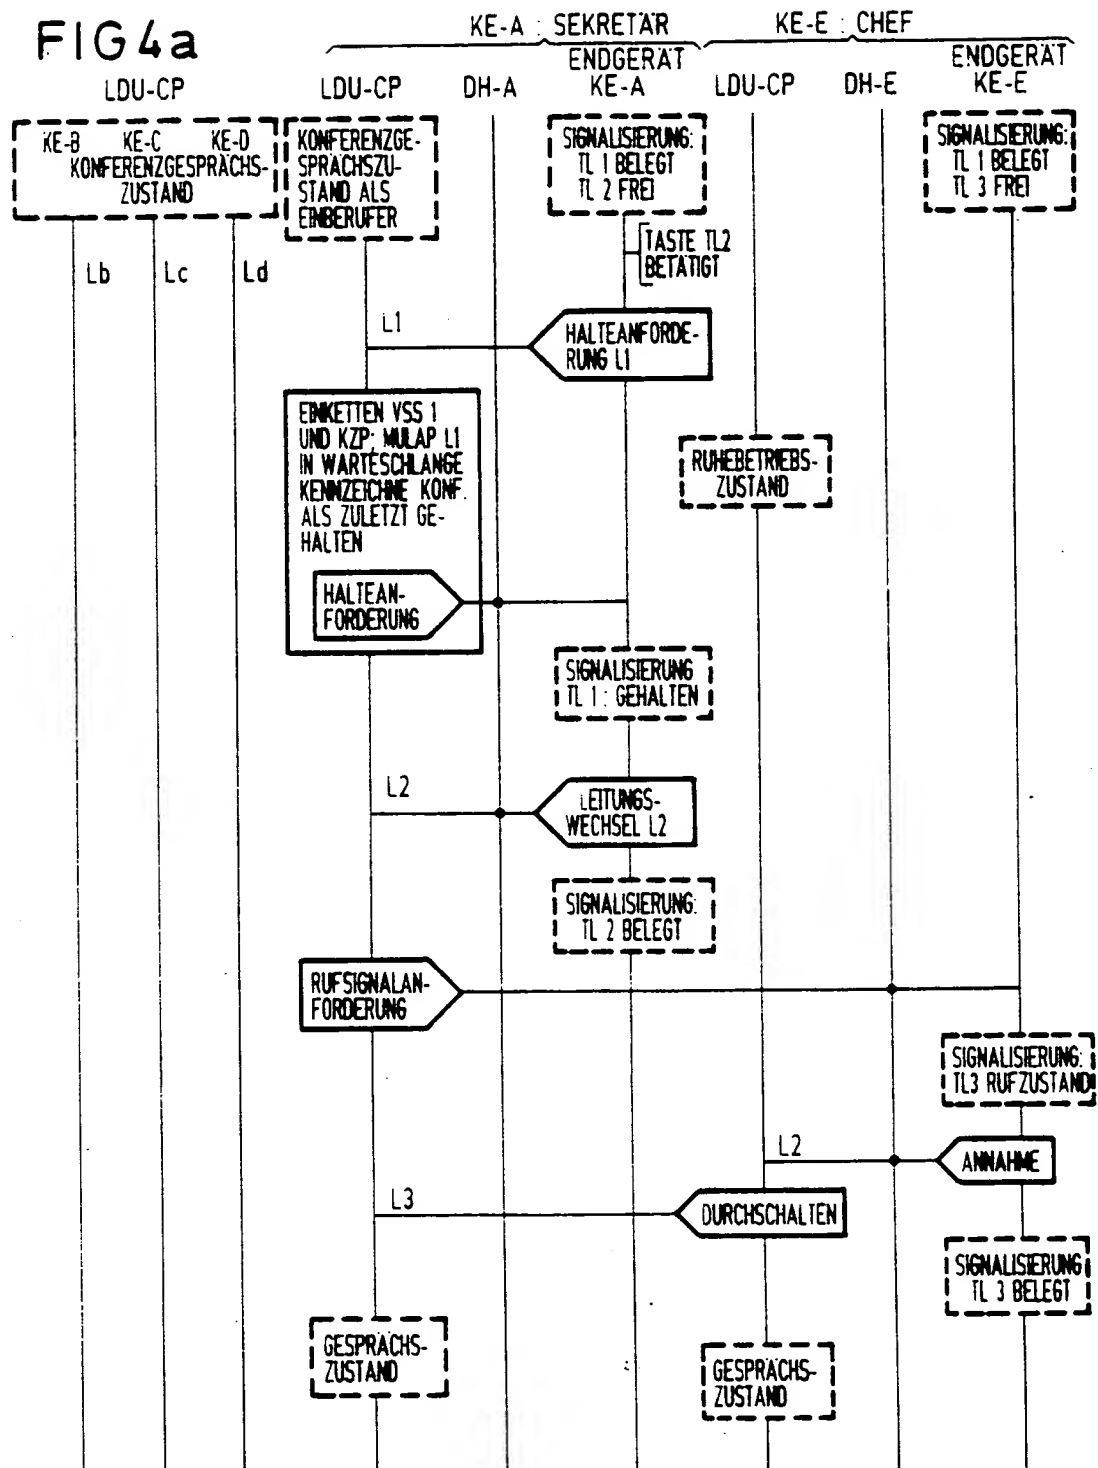 FIG 4a
KE-A : SEKRETÄR
KE-E : CHEF
LDU-CP
LDU-CP
DH-A
ENDGERÄT
KE-A
LDU-CP
DH-E
ENDGERÄT
KE-E
KE-B KE-C KE-D
KONFERENZGESPRÄCHS-
ZUSTAND
KONFERENZGE-
SPRÄCHSZU-
STAND ALS
EINBERUFER
SIGNALISIERUNG:
TL 1 BELEGT
TL 2 FREI
SIGNALISIERUNG:
TL 1 BELEGT
TL 3 FREI
TASTE TL2
BETÄTIGT
Lb
Lc
Ld
L1
HALTEANFORDE-
RUNG L1
EINKETTEN VSS 1
UND KZP; MULAP L1
IN WARTESCHLANGE
KENNZEICHNE KONF.
ALS ZULETZT GE-
HALTEN
RUHEBETRIEBS-
ZUSTAND
HALTEAN-
FORDERUNG
SIGNALISIERUNG
TL 1 : GEHALTEN
L2
LEITUNGS-
WECHSEL L2
SIGNALISIERUNG:
TL 2 BELEGT
RUFSIGNALAN-
FORDERUNG
SIGNALISIERUNG:
TL3 RUFZUSTAND
L2
ANNAHME
L3
DURCHSCHALTEN
SIGNALISIERUNG
TL 3 BELEGT
GESPRÄCHS-
ZUSTAND
GESPRÄCHS-
ZUSTAND